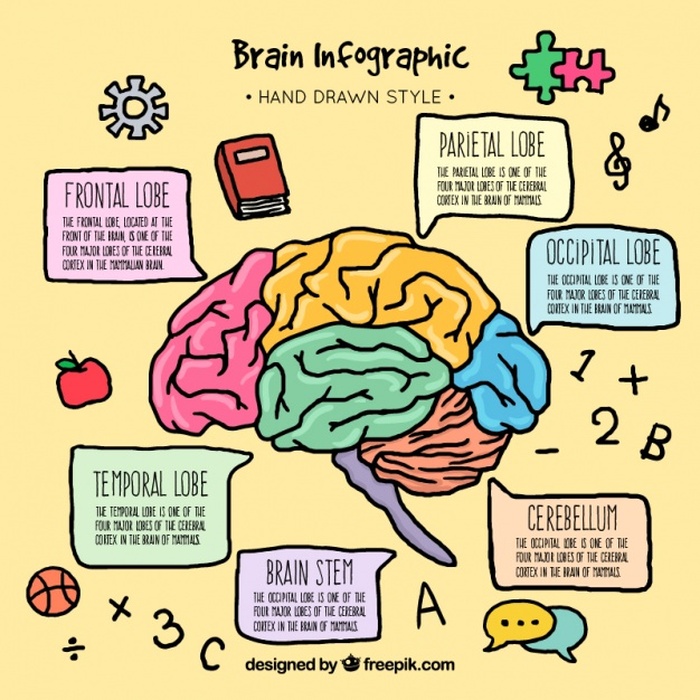 Brain Infographic
• HAND DRAWN STYLE •
PARIETAL LOBE
THE PARIETAL LOBE IS ONE OF THE
FOUR MAJOR LOBES OF THE CEREBRAL
CORTEX IN THE BRAIN OF MAMMALS.
FRONTAL LOBE
THE FRONTAL LOBE, LOCATED AT THE
FRONT OF THE BRAIN, IS ONE OF THE
FOUR MAJOR LOBES OF THE CEREBRAL
CORTEX IN THE MAMMALIAN BRAIN.
OCCIPITAL LOBE
THE OCCIPITAL LOBE IS ONE OF THE
FOUR MAJOR LOBES OF THE CEREBRAL
CORTEX IN THE BRAIN OF MAMMALS.
1 +
- 2 B
TEMPORAL LOBE
THE TEMPORAL LOBE IS ONE OF THE
FOUR MAJOR LOBES OF THE CEREBRAL
CORTEX IN THE BRAIN OF MAMMALS.
CEREBELLUM
THE OCCIPITAL LOBE IS ONE OF THE
FOUR MAJOR LOBES OF THE CEREBRAL
CORTEX IN THE BRAIN OF MAMMALS.
BRAIN STEM
THE OCCIPITAL LOBE IS ONE OF THE
FOUR MAJOR LOBES OF THE CEREBRAL
CORTEX IN THE BRAIN OF MAMMALS.
A
÷ × 3 C
designed by freepik.com